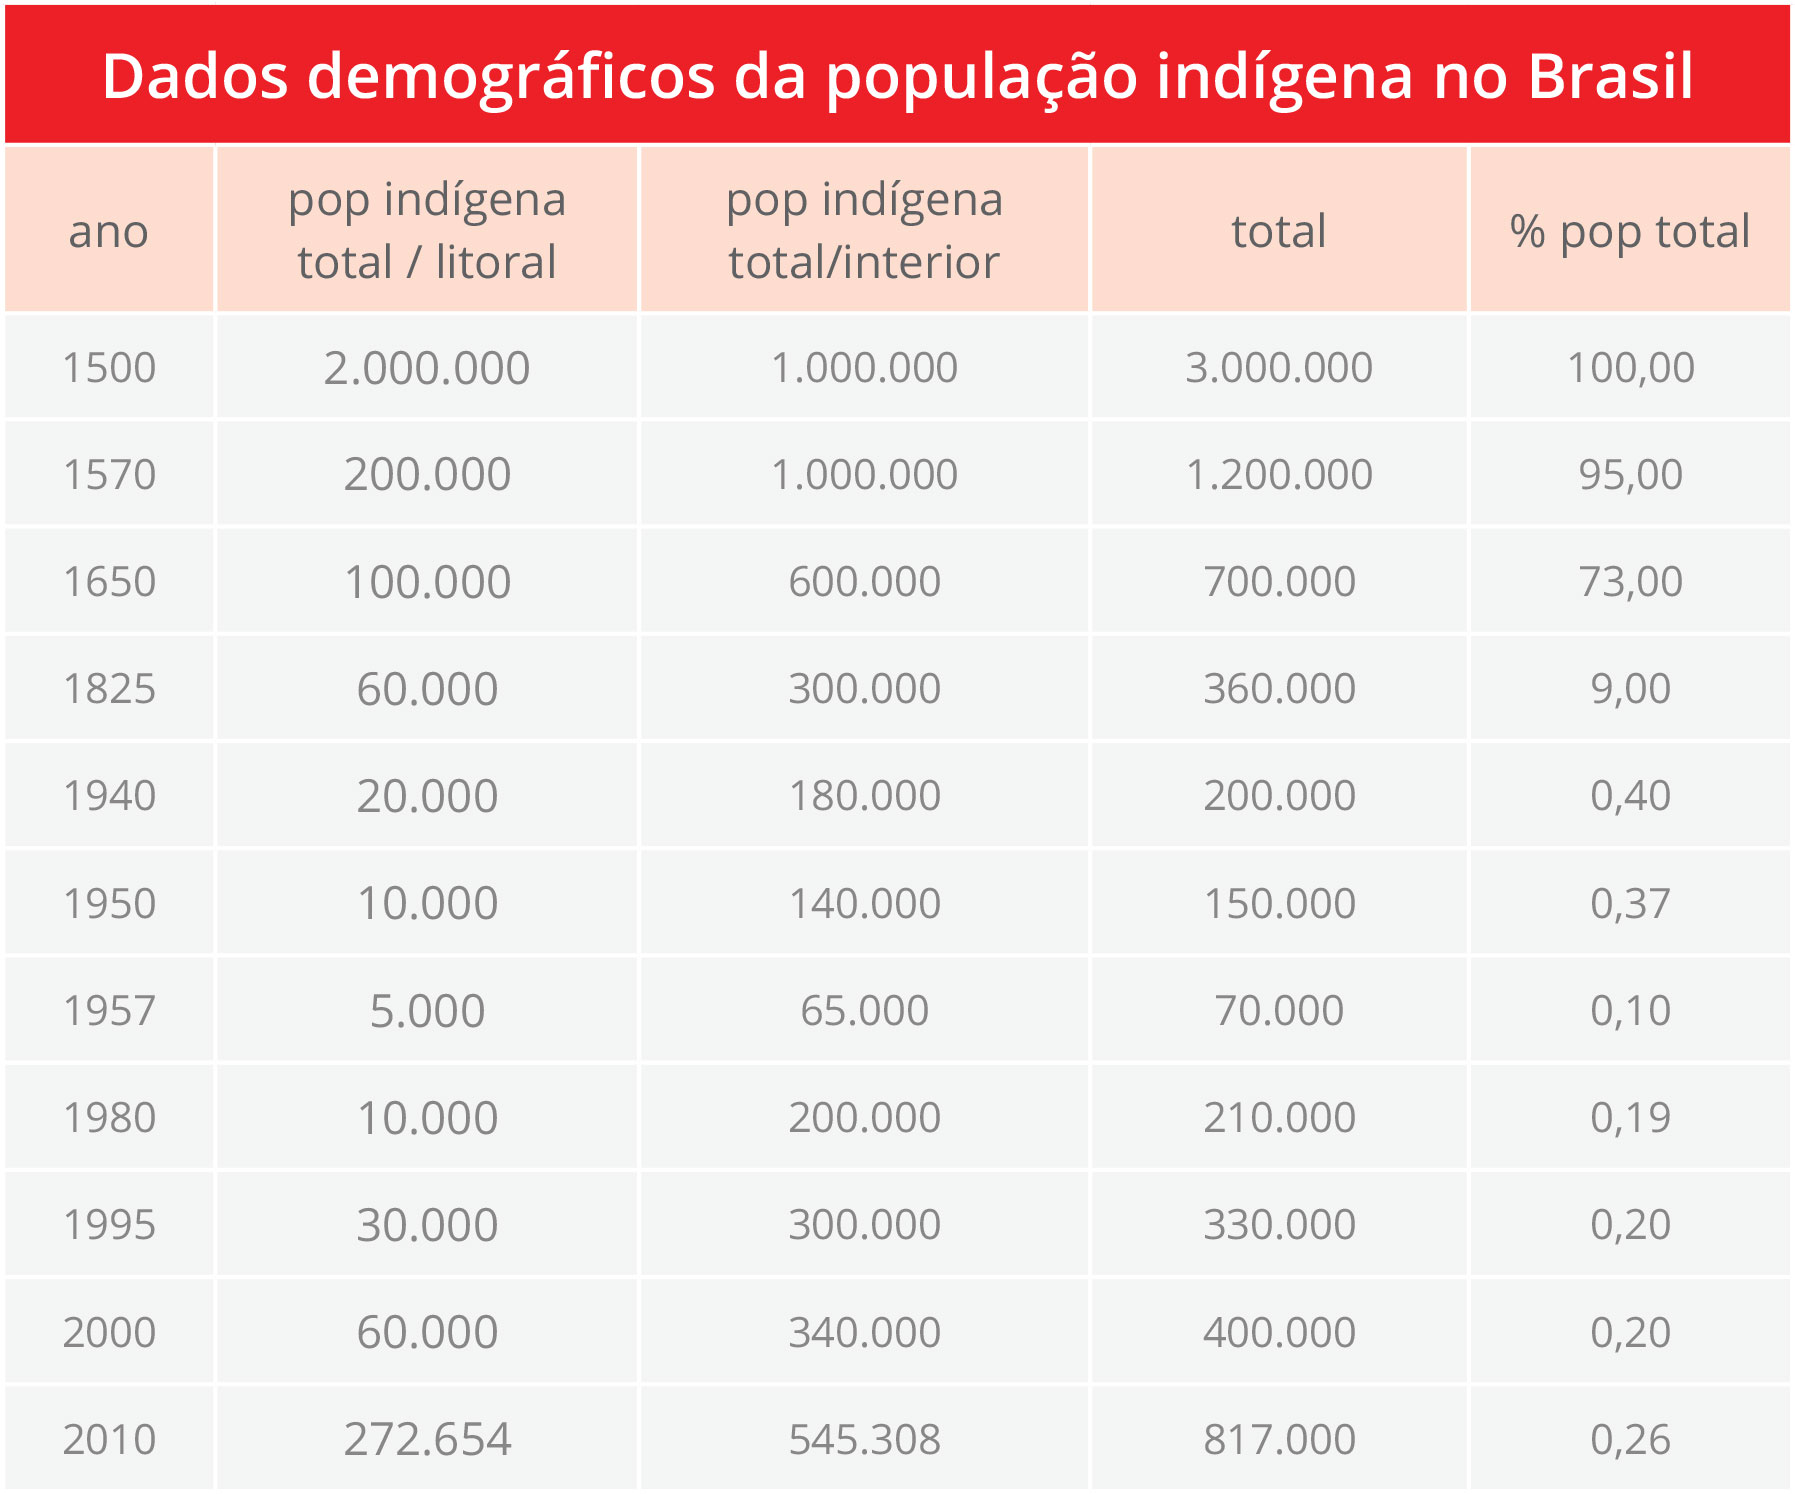 Dados demográficos da população indígena no Brasil
ano pop indígena total / litoral pop indígena total/interior total % pop total
1500 2.000.000 1.000.000 3.000.000 100,00
1570 200.000 1.000.000 1.200.000 95,00
1650 100.000 600.000 700.000 73,00
1825 60.000 300.000 360.000 9,00
1940 20.000 180.000 200.000 0,40
1950 10.000 140.000 150.000 0,37
1957 5.000 65.000 70.000 0,10
1980 10.000 200.000 210.000 0,19
1995 30.000 300.000 330.000 0,20
2000 60.000 340.000 400.000 0,20
2010 272.654 545.308 817.000 0,26